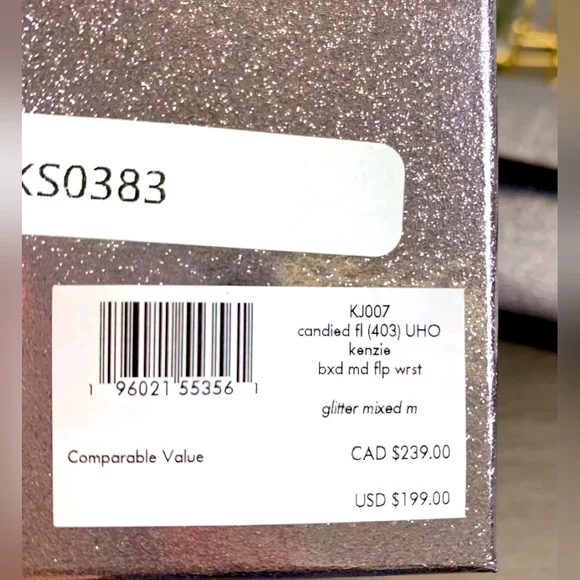 KS0383
KJ007
candied fl (403) UHO
kenzie
bxd md flp wrst
glitter mixed m
1 96021 55356 1
Comparable Value
CAD $239.00
USD $199.00